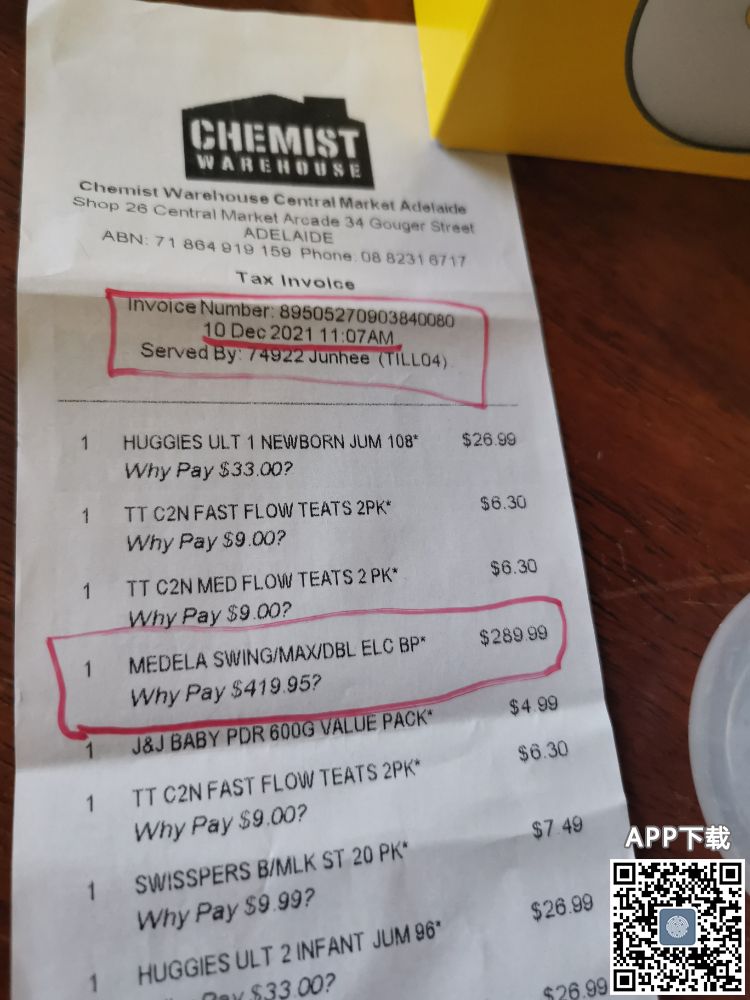 CHEMIST
WAREHOUSE
Chemist Warehouse Central Market Adelaide
Shop 26 Central Market Arcade 34 Gouger Street
ADELAIDE
ABN: 71 864 919 159 Phone: 08 8231 6717
Tax Invoice
Invoice Number: 89505270903840080
10 Dec 2021 11:07AM
Served By: 74922 Junhee (TILL04)
1 HUGGIES ULT 1 NEWBORN JUM 108* $26.99
Why Pay $33.00?
1 TT C2N FAST FLOW TEATS 2PK* $6.30
Why Pay $9.00?
1 TT C2N MED FLOW TEATS 2 PK* $6.30
Why Pay $9.00?
1 MEDELA SWING/MAX/DBL ELC BP* $289.99
Why Pay $419.95?
1 J&J BABY PDR 600G VALUE PACK* $4.99
1 TT C2N FAST FLOW TEATS 2PK* $6.30
Why Pay $9.00?
1 SWISSPERS B/MLK ST 20 PK* $7.49
Why Pay $9.99?
1 HUGGIES ULT 2 INFANT JUM 96* $26.99
Why Pay $33.00?
$26.99
APP下载